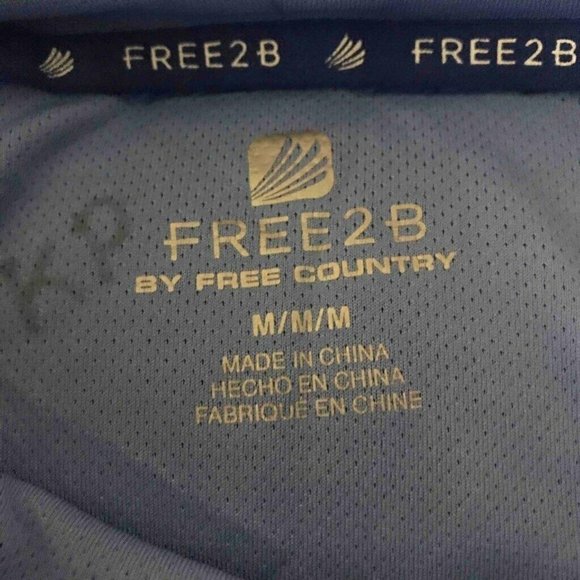 FREE2B FREE2B
FREE2B
BY FREE COUNTRY
M/M/M
MADE IN CHINA
HECHO EN CHINA
FABRIQUÉ EN CHINE